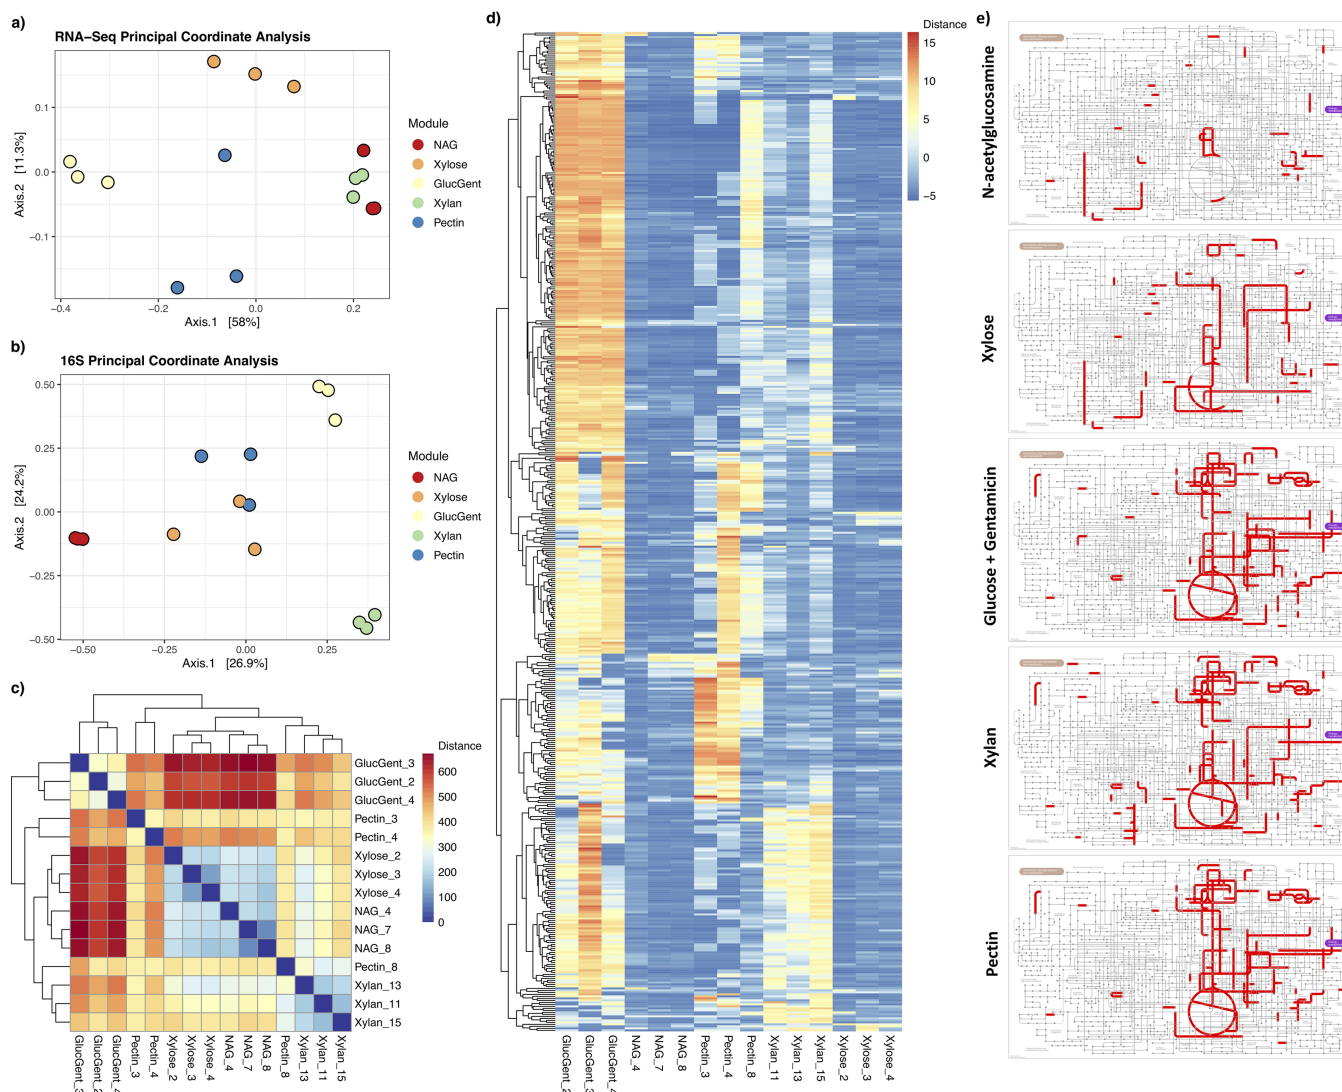 a)
RNA−Seq Principal Coordinate Analysis
0.1
0.0
−0.1
−0.4
−0.2
0.0
0.2
Axis.2 [11.3%]
Axis.1 [58%]
Module
NAG
Xylose
GlucGent
Xylan
Pectin
b)
16S Principal Coordinate Analysis
0.50
0.25
0.00
−0.25
−0.50
−0.50
−0.25
0.00
0.25
Axis.2 [24.2%]
Axis.1 [26.9%]
Module
NAG
Xylose
GlucGent
Xylan
Pectin
c)
Distance
600
500
400
300
200
100
0
GlucGent_3
GlucGent_2
GlucGent_4
Pectin_3
Pectin_4
Xylose_2
Xylose_3
Xylose_4
NAG_4
NAG_7
NAG_8
Pectin_8
Xylan_13
Xylan_11
Xylan_15
GlucGent_3
GlucGent_2
GlucGent_4
Pectin_3
Pectin_4
Xylose_2
Xylose_3
Xylose_4
NAG_4
NAG_7
NAG_8
Pectin_8
Xylan_13
Xylan_11
Xylan_15
d)
Distance
15
10
5
0
−5
GlucGent_2
GlucGent_3
GlucGent_4
NAG_4
NAG_7
NAG_8
Pectin_3
Pectin_4
Pectin_8
Xylan_11
Xylan_13
Xylan_15
Xylose_2
Xylose_3
Xylose_4
e)
N-acetylglucosamine
Xylose
Glucose + Gentamicin
Xylan
Pectin